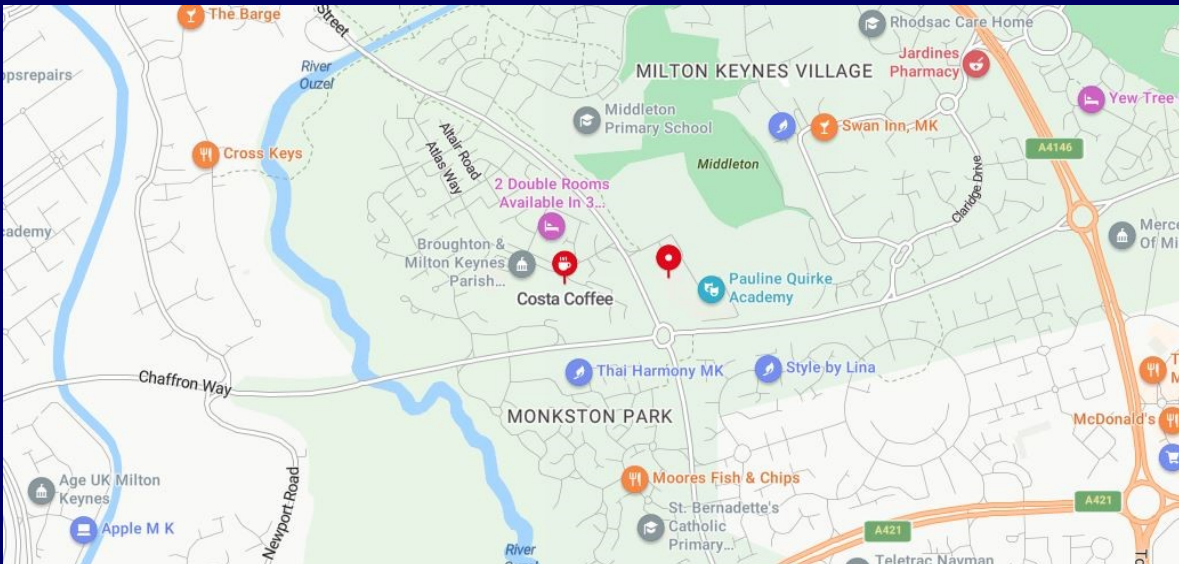 The Barge
Street
River
Ouzel
opsrepairs
Rhodsac Care Home
Jardines
Pharmacy
MILTON KEYNES VILLAGE
Yew Tree
Middleton
Primary School
Swan Inn, MK
A4146
Altair Road
Atlas Way
Cross Keys
Middleton
2 Double Rooms
Available In 3...
Claridge Drive
cademy
Broughton &
Milton Keynes
Parish...
Merce
Of Mi
Costa Coffee
Pauline Quirke
Academy
Chaffron Way
Thai Harmony MK
Style by Lina
T
M
MONKSTON PARK
McDonald's
Moores Fish & Chips
Age UK Milton
Keynes
Apple M K
Newport Road
St. Bernadette's
Catholic
Primary...
A421
A421
River
Teletrac Navman
To